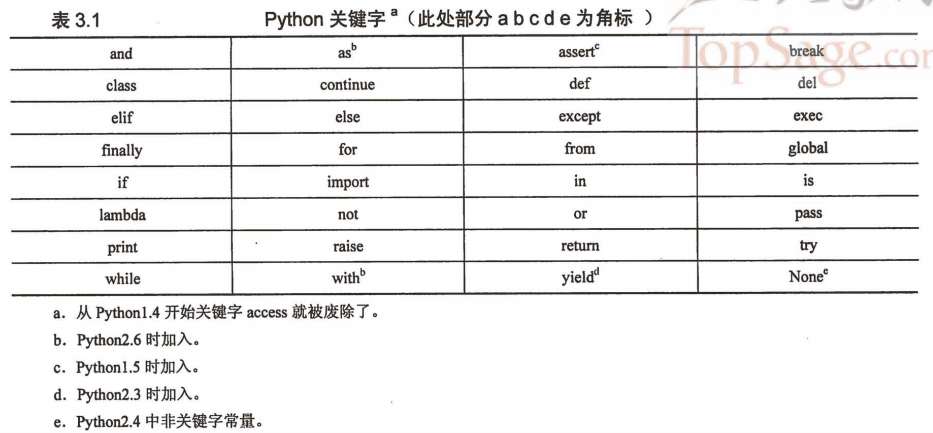 表 3.1 Python 关键字 a（此处部分 a b c d e 为角标 ）
TopSage.com
and as b assert c break
class continue def del
elif else except exec
finally for from global
if import in is
lambda not or pass
print raise return try
while with b yield d None e
a. 从 Python1.4 开始关键字 access 就被废除了。
b. Python2.6 时加入。
c. Python1.5 时加入。
d. Python2.3 时加入。
e. Python2.4 中非关键字常量。